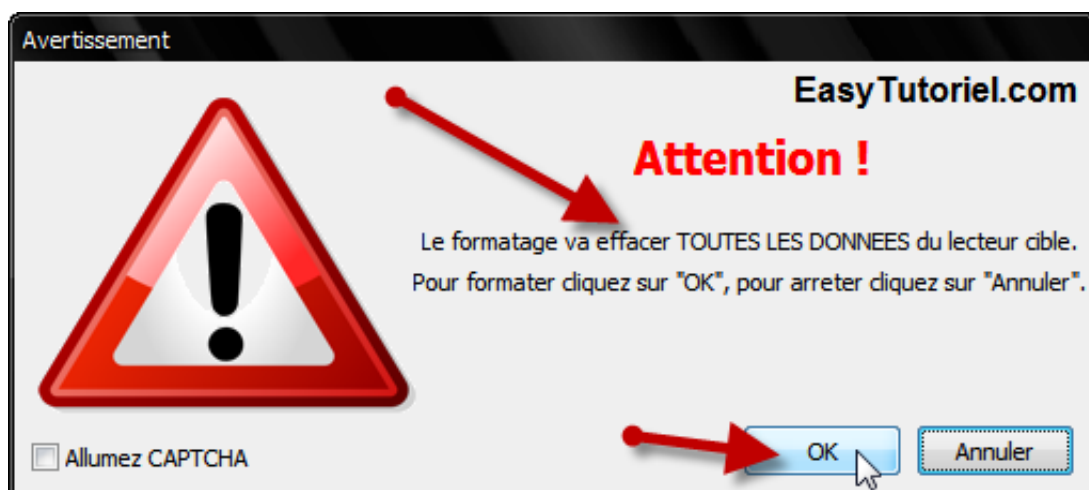 Avertissement
EasyTutoriel.com
Attention !
Le formatage va effacer TOUTES LES DONNEES du lecteur cible.
Pour formater cliquez sur "OK", pour arreter cliquez sur "Annuler".
Allumez CAPTCHA
OK
Annuler